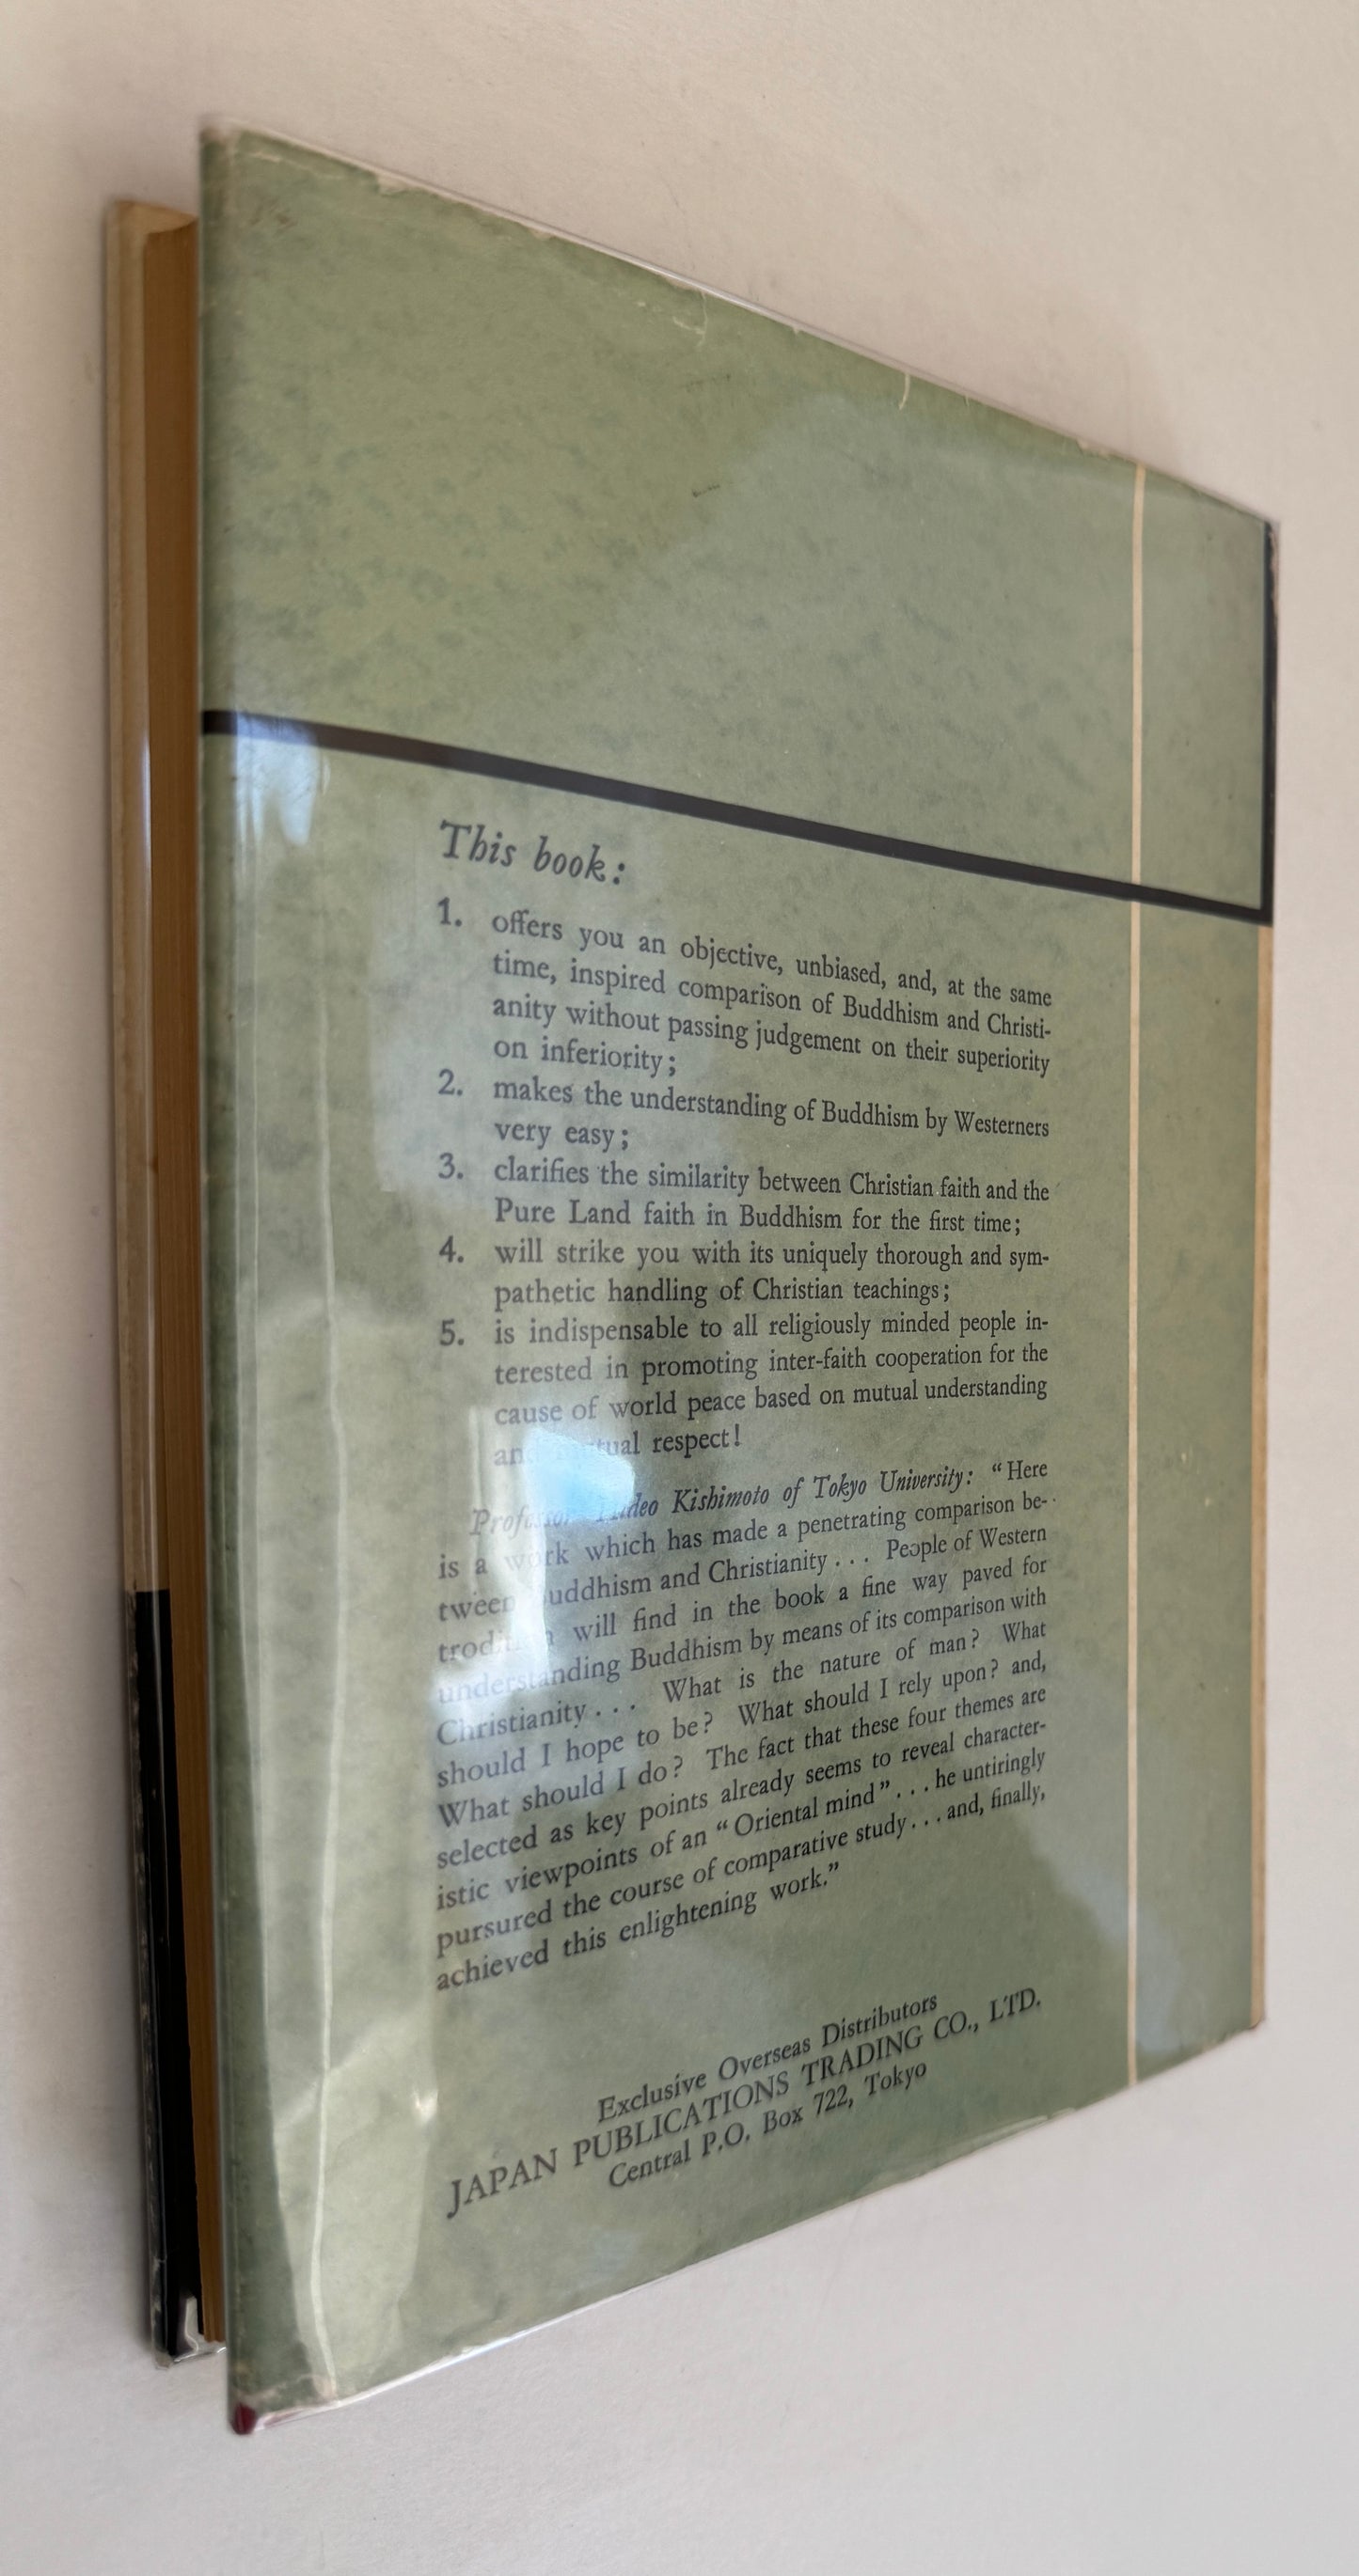 This book:
1. offers you an objective, unbiased, and, at the same
time, inspired comparison of Buddhism and Christi-
anity without passing judgement on their superiority
on inferiority;
2. makes the understanding of Buddhism by Westerners
very easy;
3. clarifies the similarity between Christian faith and the
Pure Land faith in Buddhism for the first time;
4. will strike you with its uniquely thorough and sym-
pathetic handling of Christian teachings;
5. is indispensable to all religiously minded people in-
terested in promoting inter-faith cooperation for the
cause of world peace based on mutual understanding
respect!
Professor Kishimoto of Tokyo University: “Here
is a work which has made a penetrating comparison be-
tween Buddhism and Christianity . . . People of Western
will find in the book a fine way paved for
understanding Buddhism by means of its comparison with
Christianity . . . What is the nature of man? What
should I hope to be? What should I rely upon? and,
What should I do? The fact that these four themes are
selected as key points already seems to reveal character-
istic viewpoints of an “Oriental mind” . . . he untiringly
pursured the course of comparative study . . . and, finally,
achieved this enlightening work.”
Exclusive Overseas Distributors
JAPAN PUBLICATIONS TRADING CO., LTD.
Central P.O. Box 722, Tokyo